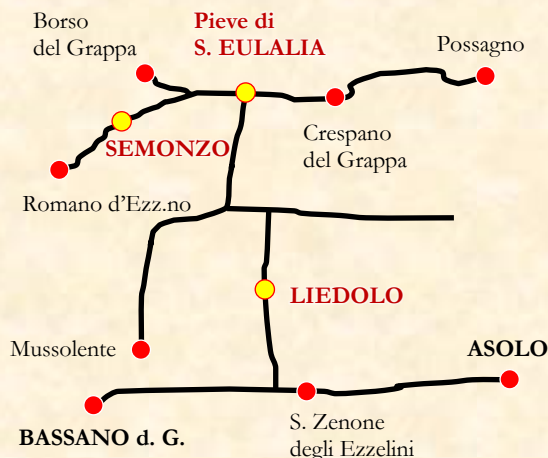 Borso
del Grappa
Pieve di
S. EULALIA
Possagno
SEMONZO
Crespano
del Grappa
Romano d'Ezz.no
LIEDOLO
Mussolente
ASOLO
BASSANO d. G.
S. Zenone
degli Ezzelini